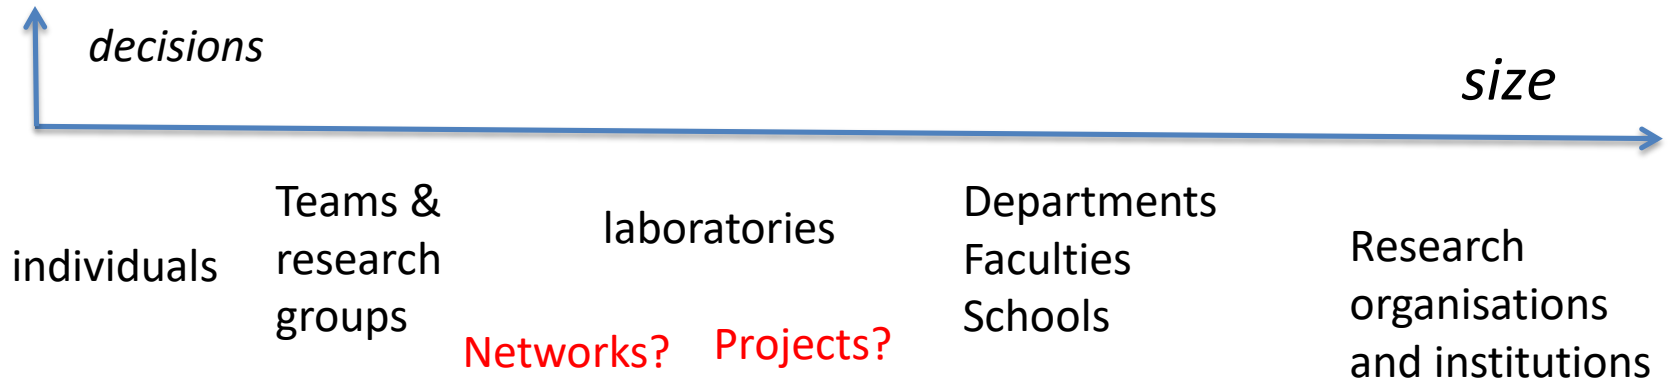 decisions
size
individuals
Teams &
research
groups
Networks?
laboratories
Projects?
Departments
Faculties
Schools
Research
organisations
and institutions